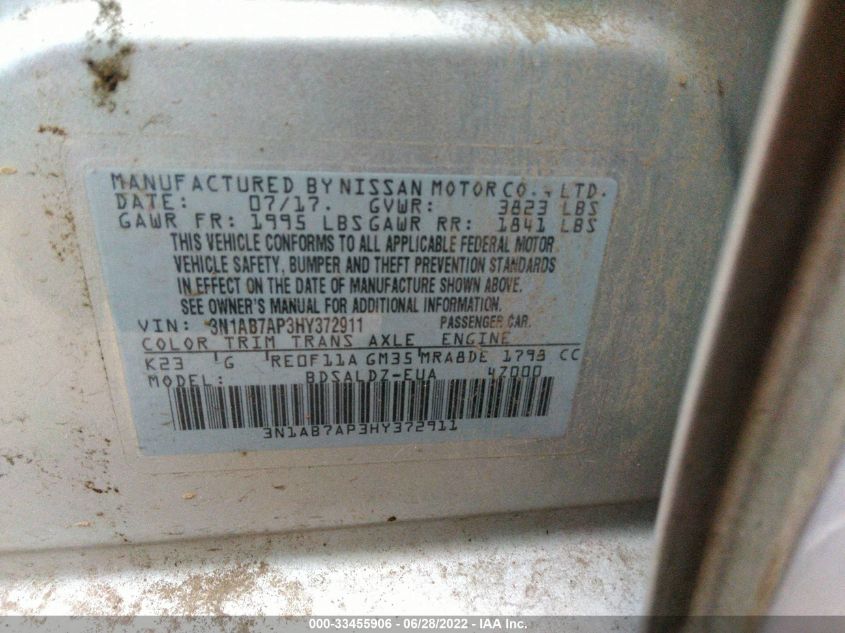 MANUFACTURED BY NISSAN MOTOR CO., LTD.
DATE: 07/17. GVWR: 3823 LBS
GAWR FR: 1995 LBS GAWR RR: 1841 LBS
THIS VEHICLE CONFORMS TO ALL APPLICABLE FEDERAL MOTOR
VEHICLE SAFETY, BUMPER AND THEFT PREVENTION STANDARDS
IN EFFECT ON THE DATE OF MANUFACTURE SHOWN ABOVE.
SEE OWNER'S MANUAL FOR ADDITIONAL INFORMATION.
VIN: 3N1AB7AP3HY372911 PASSENGER CAR.
COLOR TRIM TRANS AXLE ENGINE
K23 G RE0F11A GM35 MRA8DE 1798 CC
MODEL: BDSALDZ-EUA 4Z000
3N1AB7AP3HY372911
000-33455906 - 06/28/2022 - © IAA Inc.